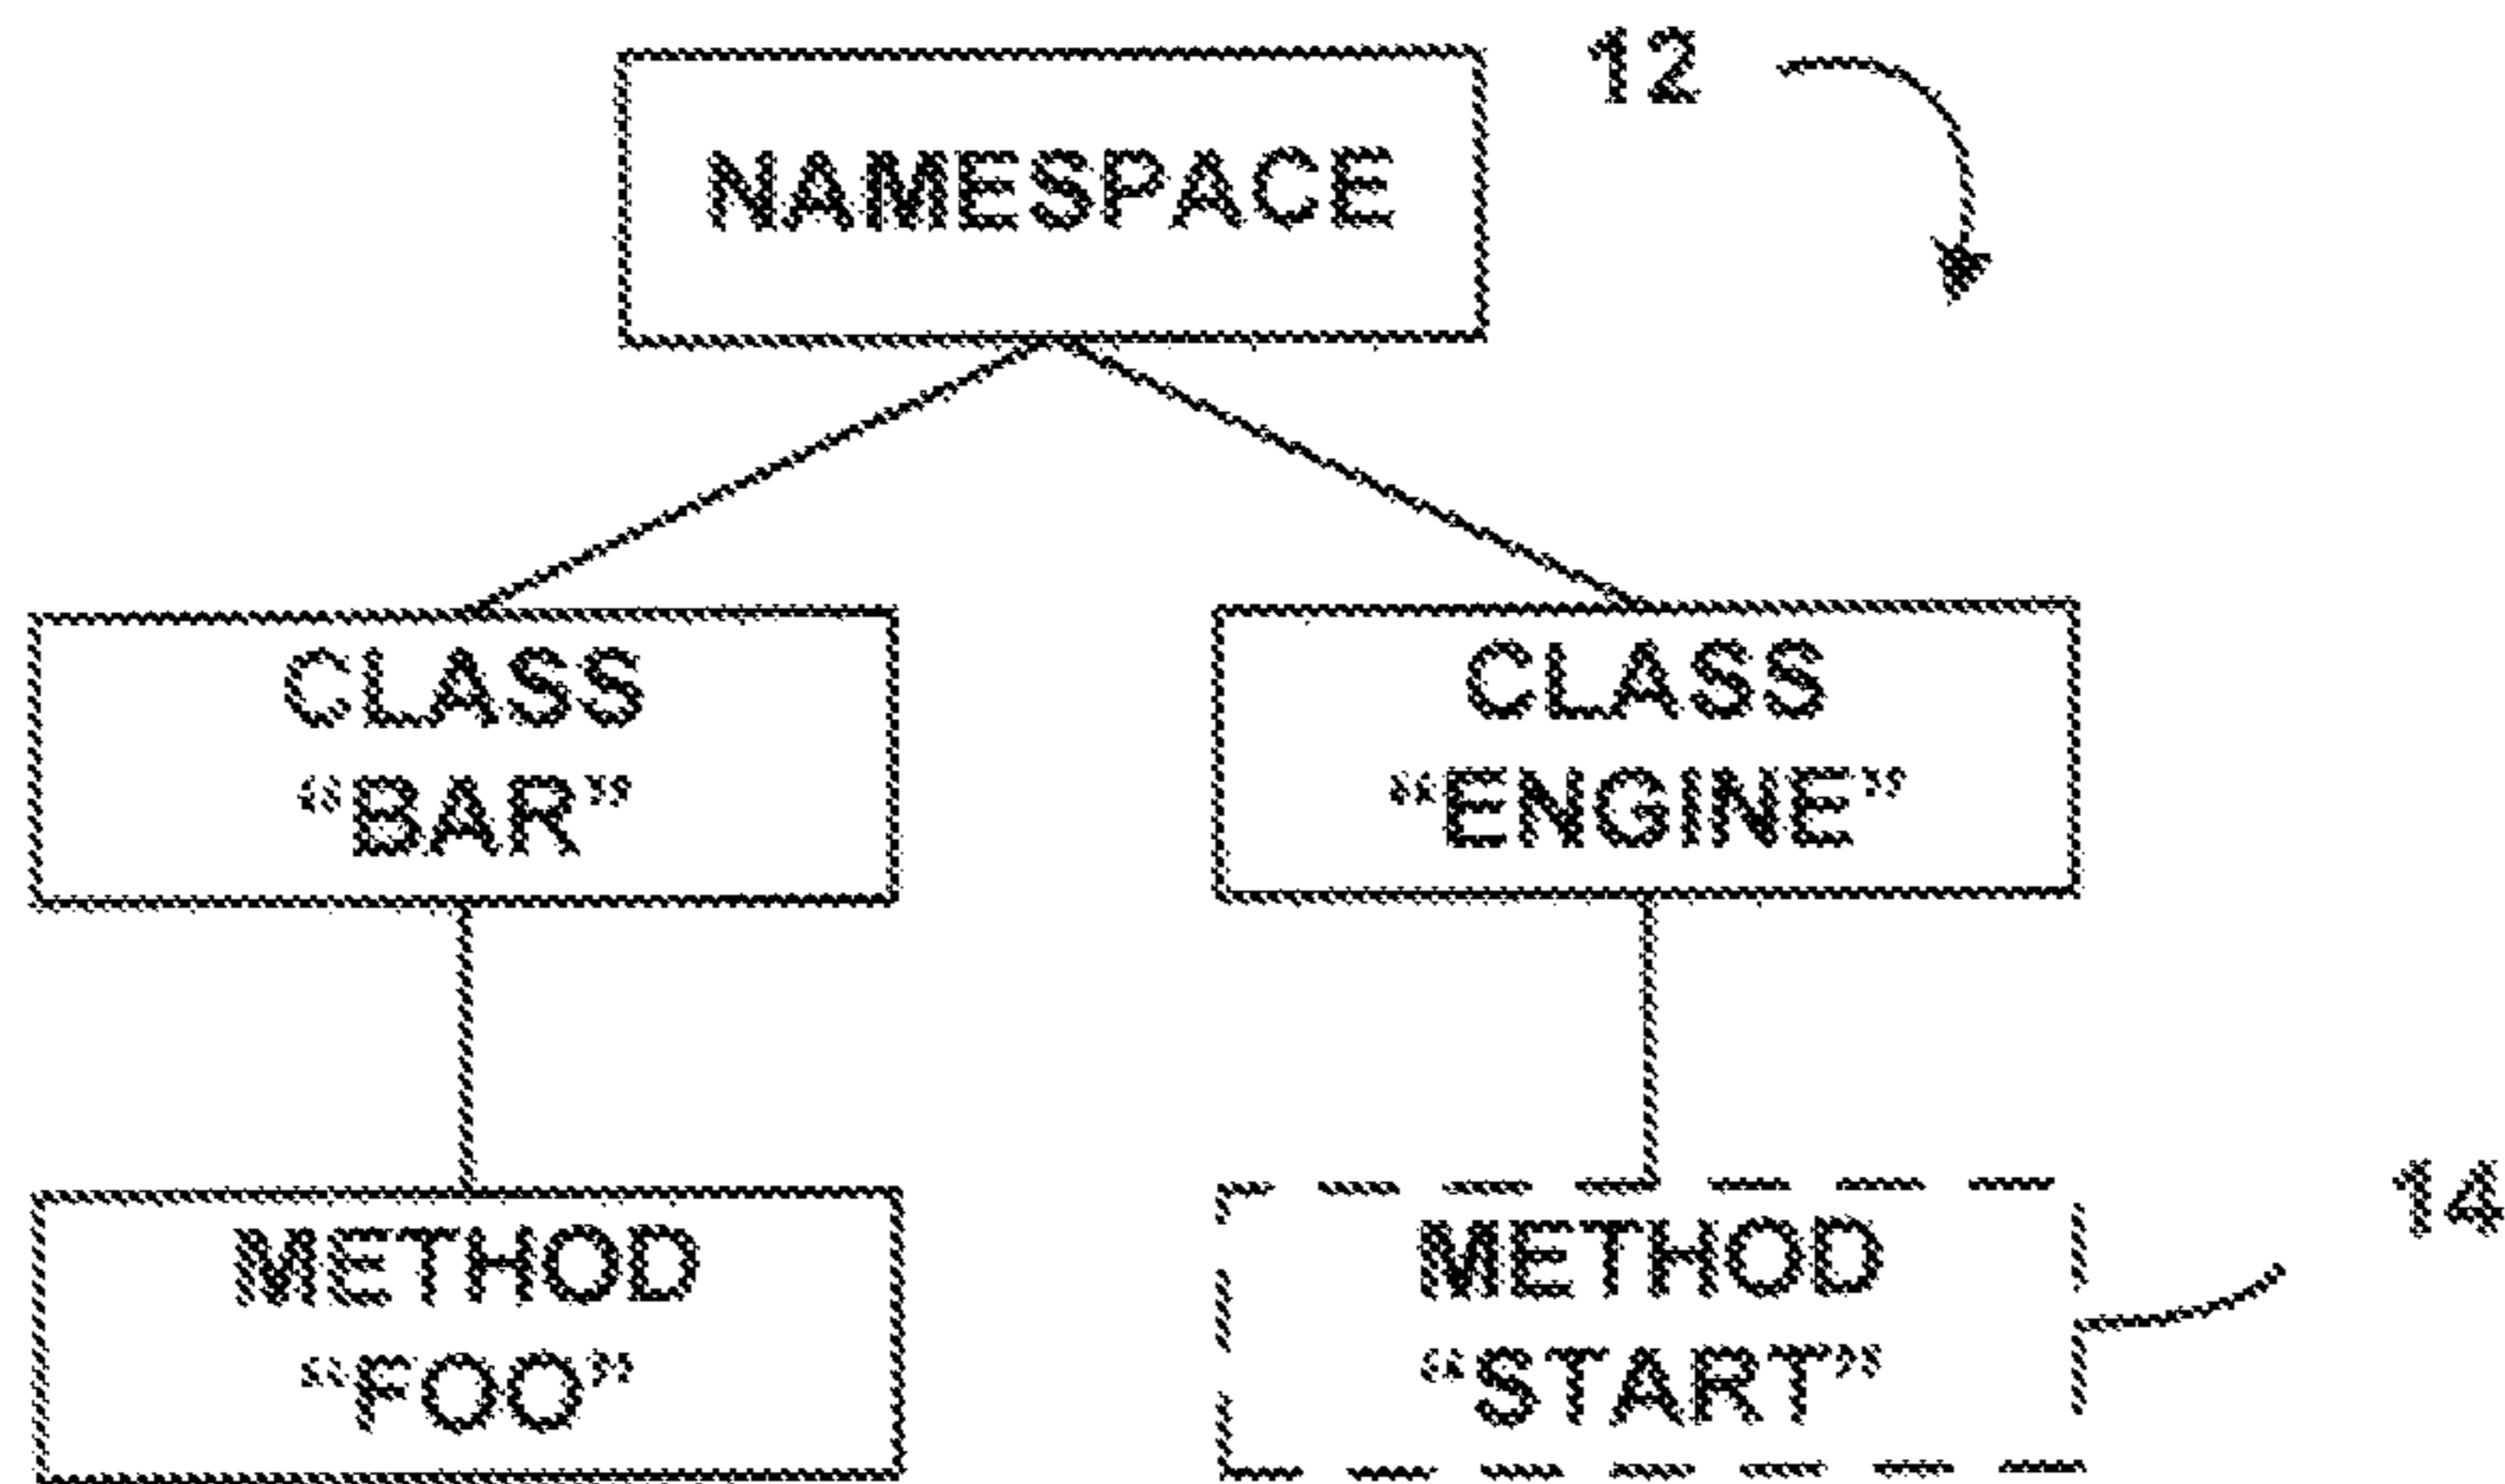 12
NAMESPACE
CLASS
“BAR”
CLASS
“ENGINE”
14
METHOD
“FOO”
METHOD
“START”